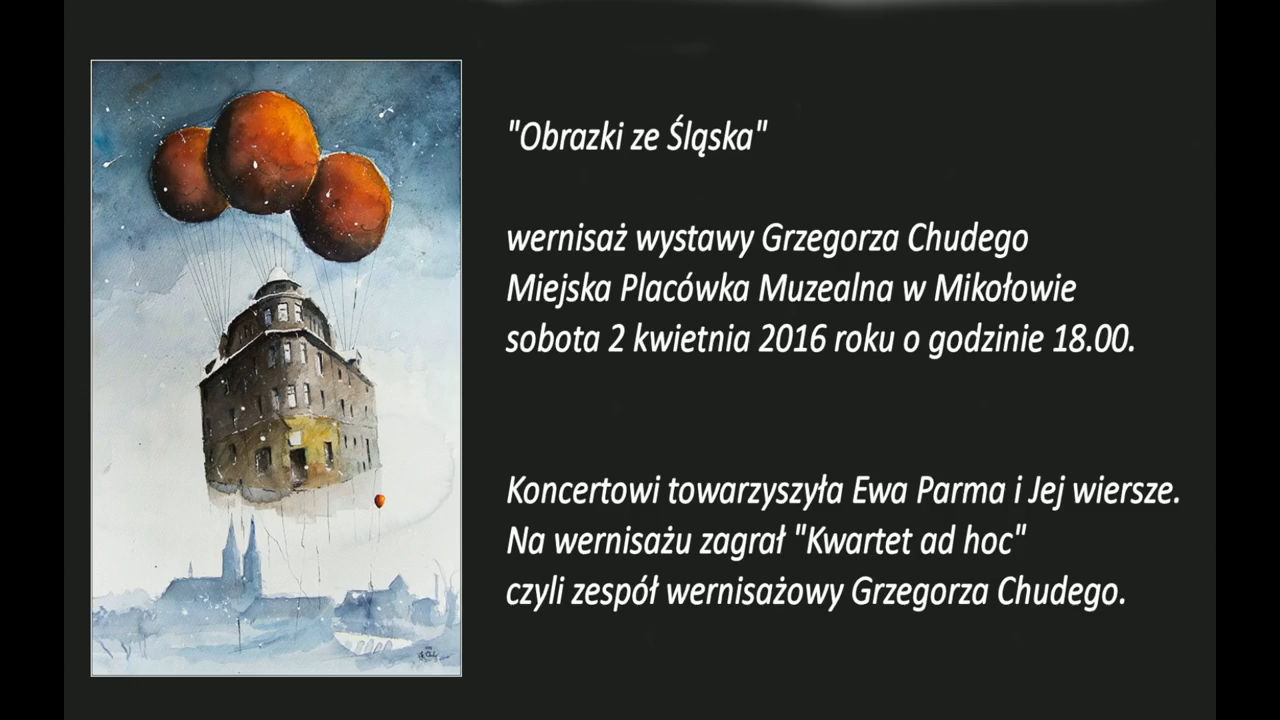 "Obrazki ze Śląska"
wernisaż wystawy Grzegorza Chudego
Miejska Placówka Muzealna w Mikołowie
sobota 2 kwietnia 2016 roku o godzinie 18.00.
Koncertowi towarzyszyła Ewa Parma i Jej wiersze.
Na wernisażu zagrał "Kwartet ad hoc"
czyli zespół wernisażowy Grzegorza Chudego.